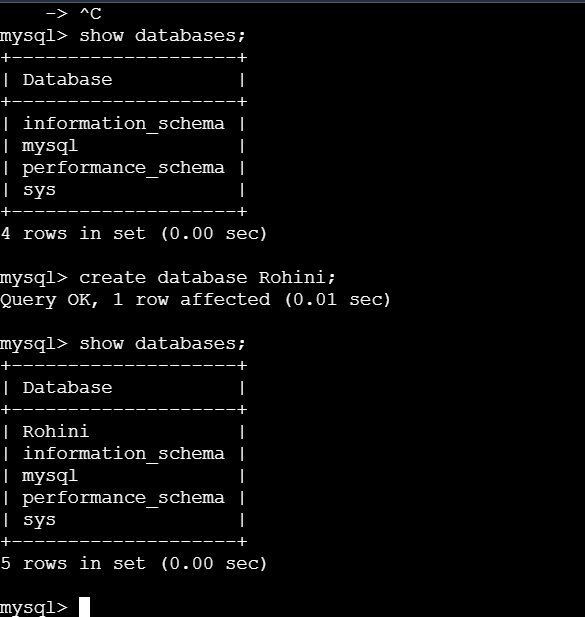 -> ^C
mysql> show databases;
+--------------------+
| Database           |
+--------------------+
| information_schema |
| mysql              |
| performance_schema |
| sys                |
+--------------------+
4 rows in set (0.00 sec)

mysql> create database Rohini;
Query OK, 1 row affected (0.01 sec)

mysql> show databases;
+--------------------+
| Database           |
+--------------------+
| Rohini             |
| information_schema |
| mysql              |
| performance_schema |
| sys                |
+--------------------+
5 rows in set (0.00 sec)

mysql>